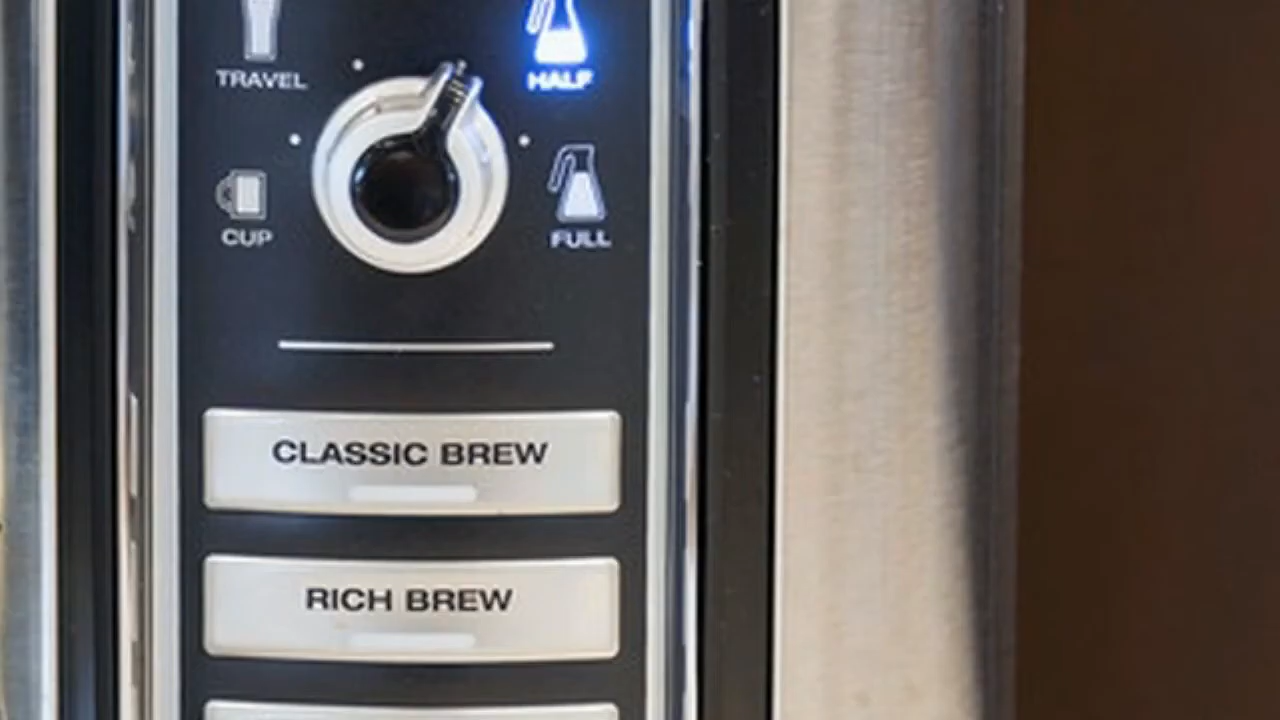 TRAVEL
HALF
CUP
FULL
CLASSIC BREW
RICH BREW